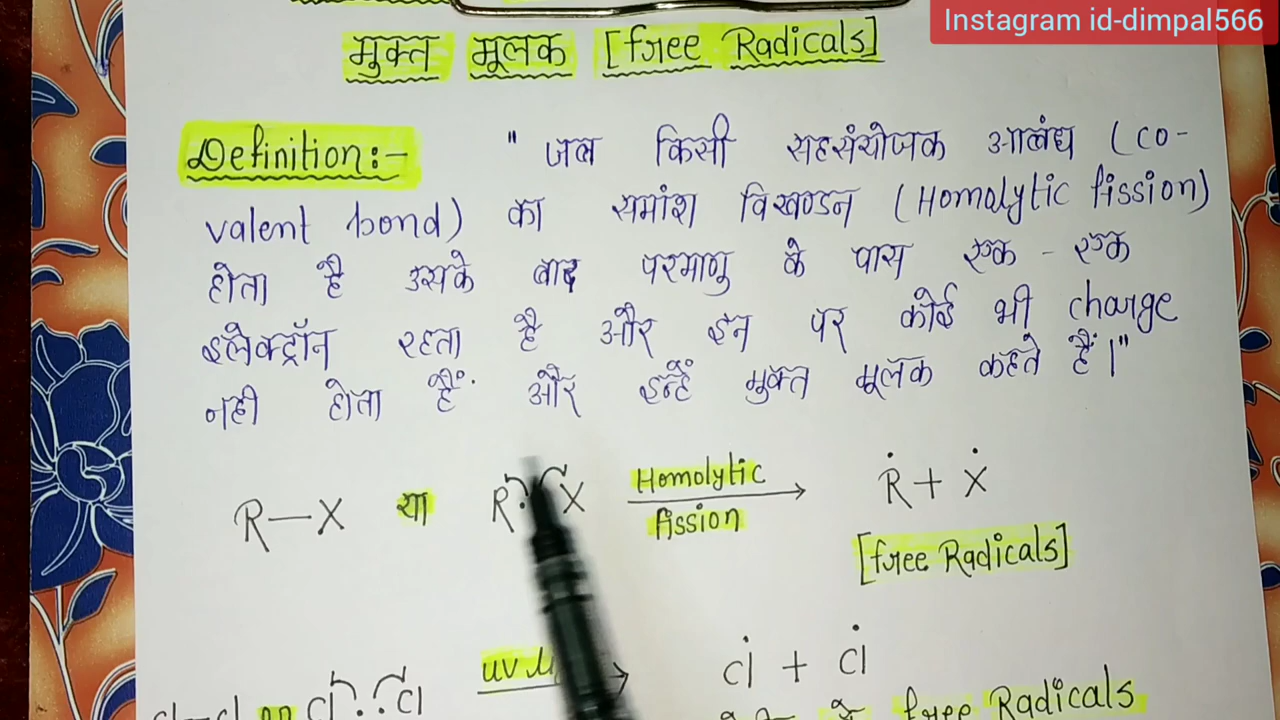 Instagram id-dimpal566
मुक्त मूलक [free Radicals]
Definition:- "जब किसी सहसंयोजक आबंध (co-
valent bond) का समांश विखण्डन (Homolytic fission)
होता है उसके बाद परमाणु के पास एक - एक
इलेक्ट्रॉन रहता है और इन पर कोई भी charge
नही होता हैं. और इन्हें मुक्त मूलक कहते हैं।"
R—X या R : X Homolytic fission → Ṙ + Ẋ
[free Radicals]
Cl : Cl uv → Ċl + Ċl
free Radicals